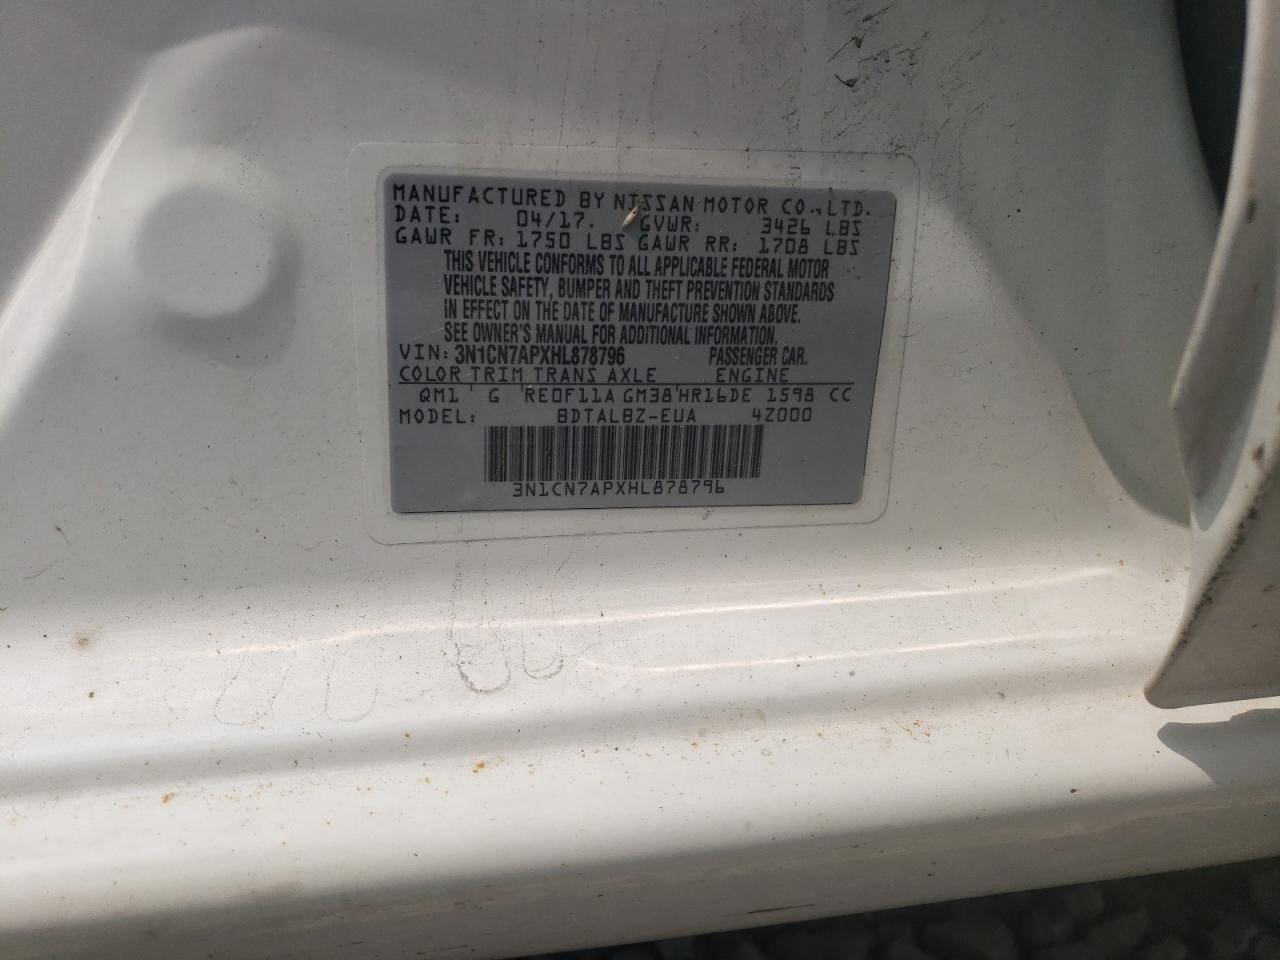 MANUFACTURED BY NISSAN MOTOR CO., LTD.
DATE: 04/17. GVWR: 3426 LBS
GAWR FR: 1750 LBS GAWR RR: 1708 LBS
THIS VEHICLE CONFORMS TO ALL APPLICABLE FEDERAL MOTOR
VEHICLE SAFETY, BUMPER AND THEFT PREVENTION STANDARDS
IN EFFECT ON THE DATE OF MANUFACTURE SHOWN ABOVE.
SEE OWNER'S MANUAL FOR ADDITIONAL INFORMATION.
VIN: 3N1CN7APXHL878796 PASSENGER CAR.
COLOR TRIM TRANS AXLE ENGINE
QM1 ' G ' RE0F11A GM38 ' HR16DE 1598 CC
MODEL: BDTALBZ-EUA 4Z000
3N1CN7APXHL878796